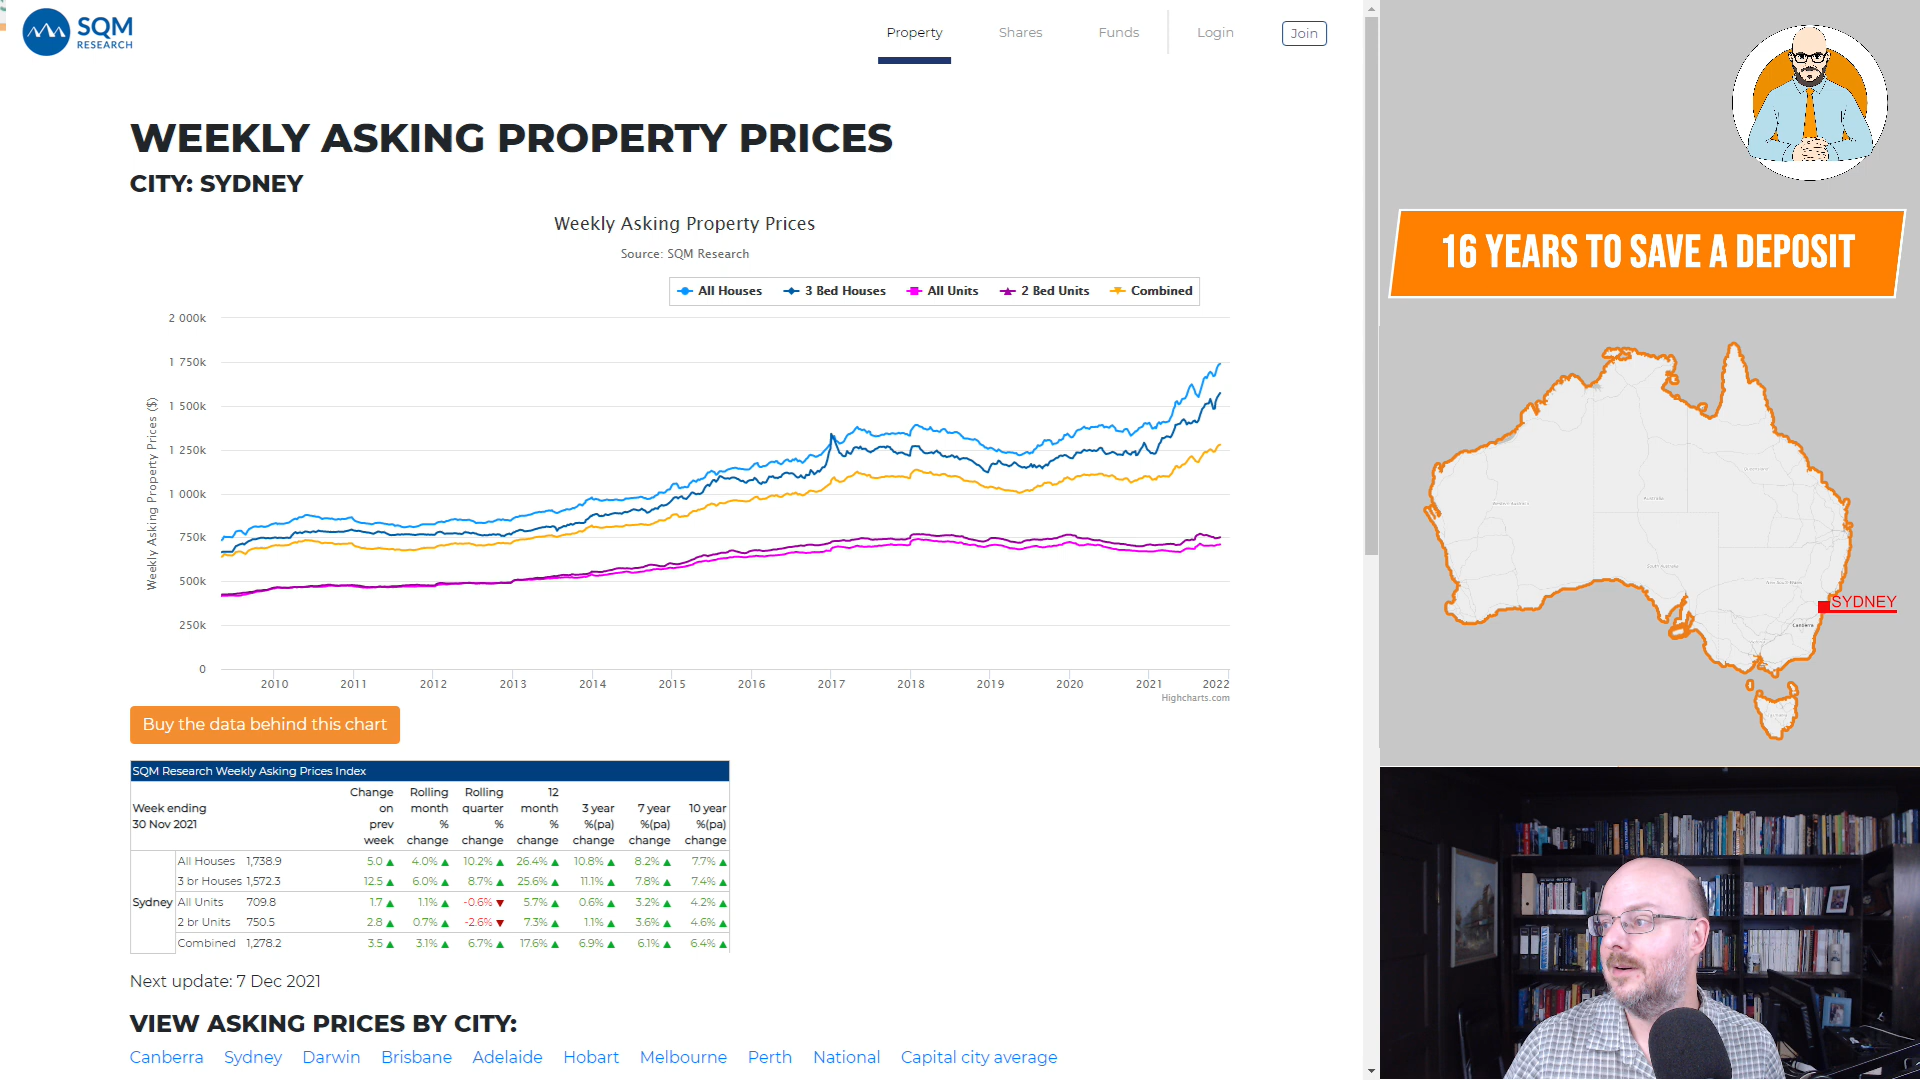 SQM
RESEARCH
Property
Shares
Funds
Login
Join
WEEKLY ASKING PROPERTY PRICES
CITY: SYDNEY
Weekly Asking Property Prices
Source: SQM Research
All Houses 3 Bed Houses All Units 2 Bed Units Combined
Weekly Asking Property Prices ($)
2 000k
1 750k
1 500k
1 250k
1 000k
750k
500k
250k
0
2010 2011 2012 2013 2014 2015 2016 2017 2018 2019 2020 2021 2022
Highcharts.com
Buy the data behind this chart
SQM Research Weekly Asking Prices Index
Week ending
30 Nov 2021
Change on prev week
Rolling month % change
Rolling quarter % change
12 month % change
3 year %(pa) change
7 year %(pa) change
10 year %(pa) change
Sydney
All Houses 1,738.9 5.0 ▲ 4.0% ▲ 10.2% ▲ 26.4% ▲ 10.8% ▲ 8.2% ▲ 7.7% ▲
3 br Houses 1,572.3 12.5 ▲ 6.0% ▲ 8.7% ▲ 25.6% ▲ 11.1% ▲ 7.8% ▲ 7.4% ▲
All Units 709.8 1.7 ▲ 1.1% ▲ -0.6% ▼ 5.7% ▲ 0.6% ▲ 3.2% ▲ 4.2% ▲
2 br Units 750.5 2.8 ▲ 0.7% ▲ -2.6% ▼ 7.3% ▲ 1.1% ▲ 3.6% ▲ 4.6% ▲
Combined 1,278.2 3.5 ▲ 3.1% ▲ 6.7% ▲ 17.6% ▲ 6.9% ▲ 6.1% ▲ 6.4% ▲
Next update: 7 Dec 2021
VIEW ASKING PRICES BY CITY:
Canberra Sydney Darwin Brisbane Adelaide Hobart Melbourne Perth National Capital city average
16 YEARS TO SAVE A DEPOSIT
Australia
SYDNEY
Canberra